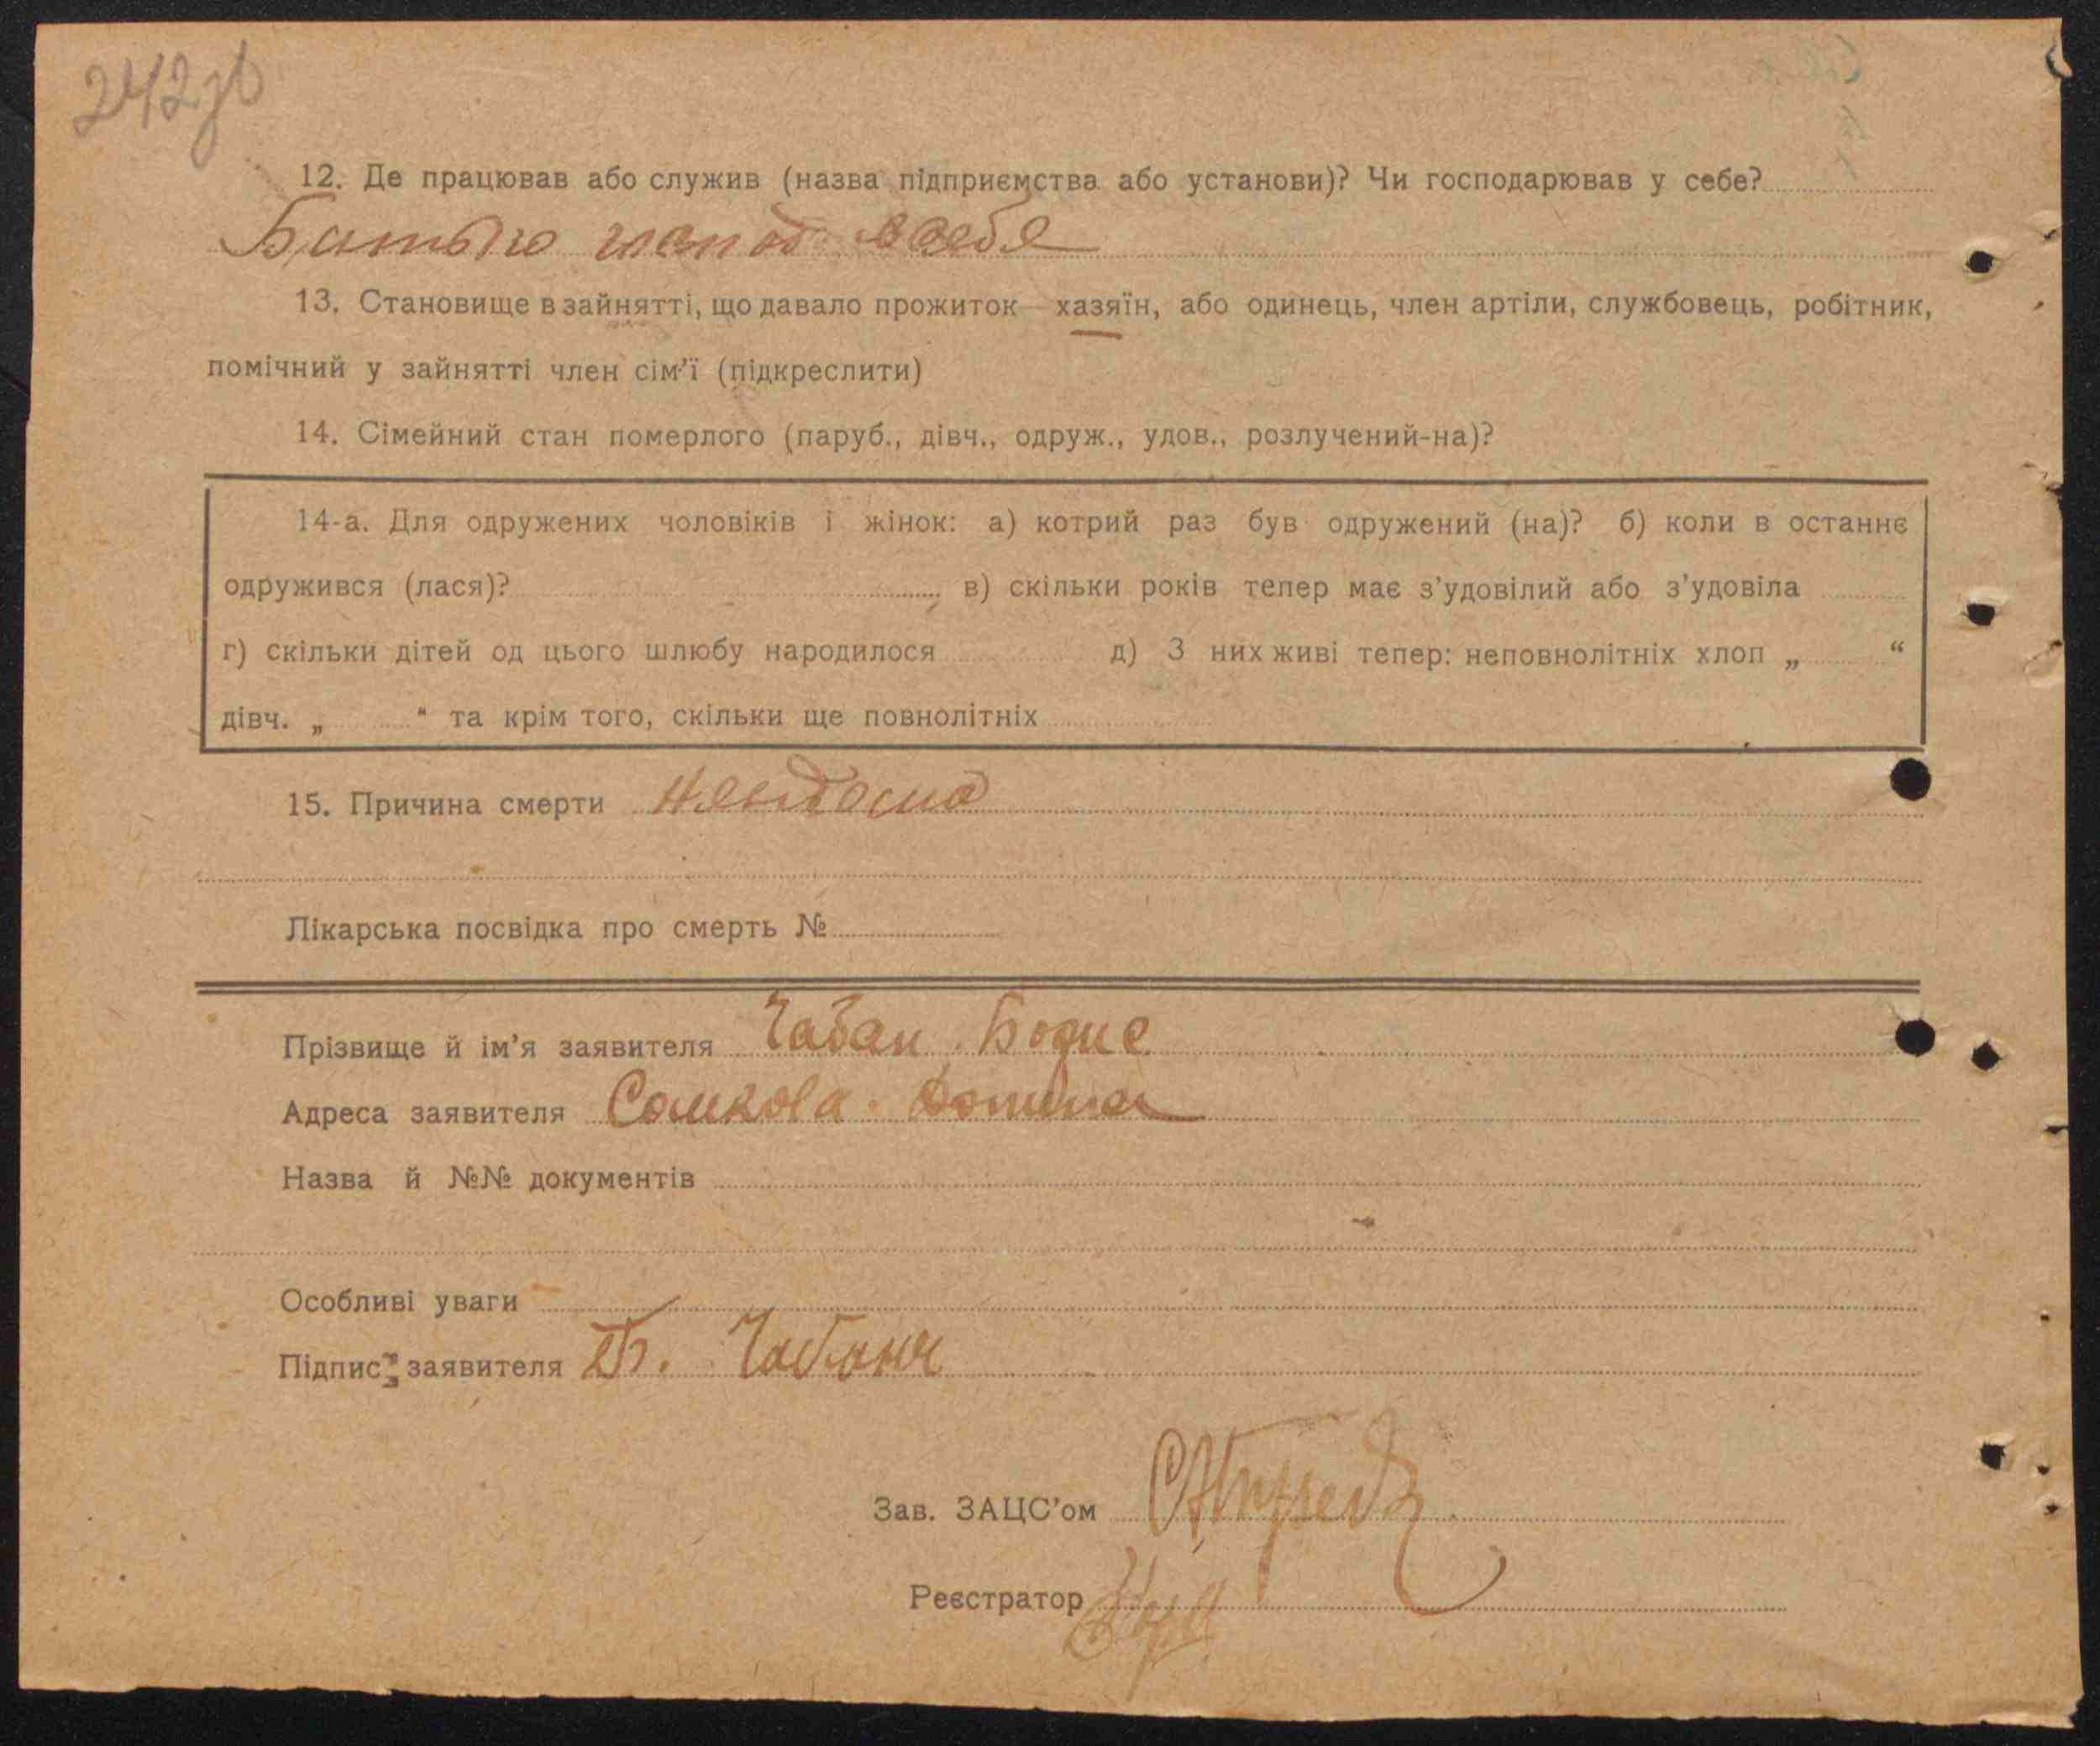 242зв
12. Де працював або служив (назва підприємства або установи)? Чи господарював у себе?
Батько господ в себе
13. Становище в зайнятті, що давало прожиток — хазяїн, або одинець, член артіли, службовець, робітник,
помічний у зайнятті член сім'ї (підкреслити)
14. Сімейний стан померлого (паруб., дівч., одруж., удов., розлучений-на)?
14-а. Для одружених чоловіків і жінок: а) котрий раз був одружений (на)? б) коли в останнє
одружився (лася)? в) скільки років тепер має з'удовілий або з'удовіла
г) скільки дітей од цього шлюбу народилося д) З них живі тепер: неповнолітніх хлоп „ “
дівч. „ “ та крім того, скільки ще повнолітніх
15. Причина смерти
Лікарська посвідка про смерть №
Прізвище й ім'я заявителя Чабан
Адреса заявителя Сошкова
Назва й №№ документів
Особливі уваги
Підпис заявителя Б. Чабанч
Зав. ЗАЦС'ом
Реєстратор